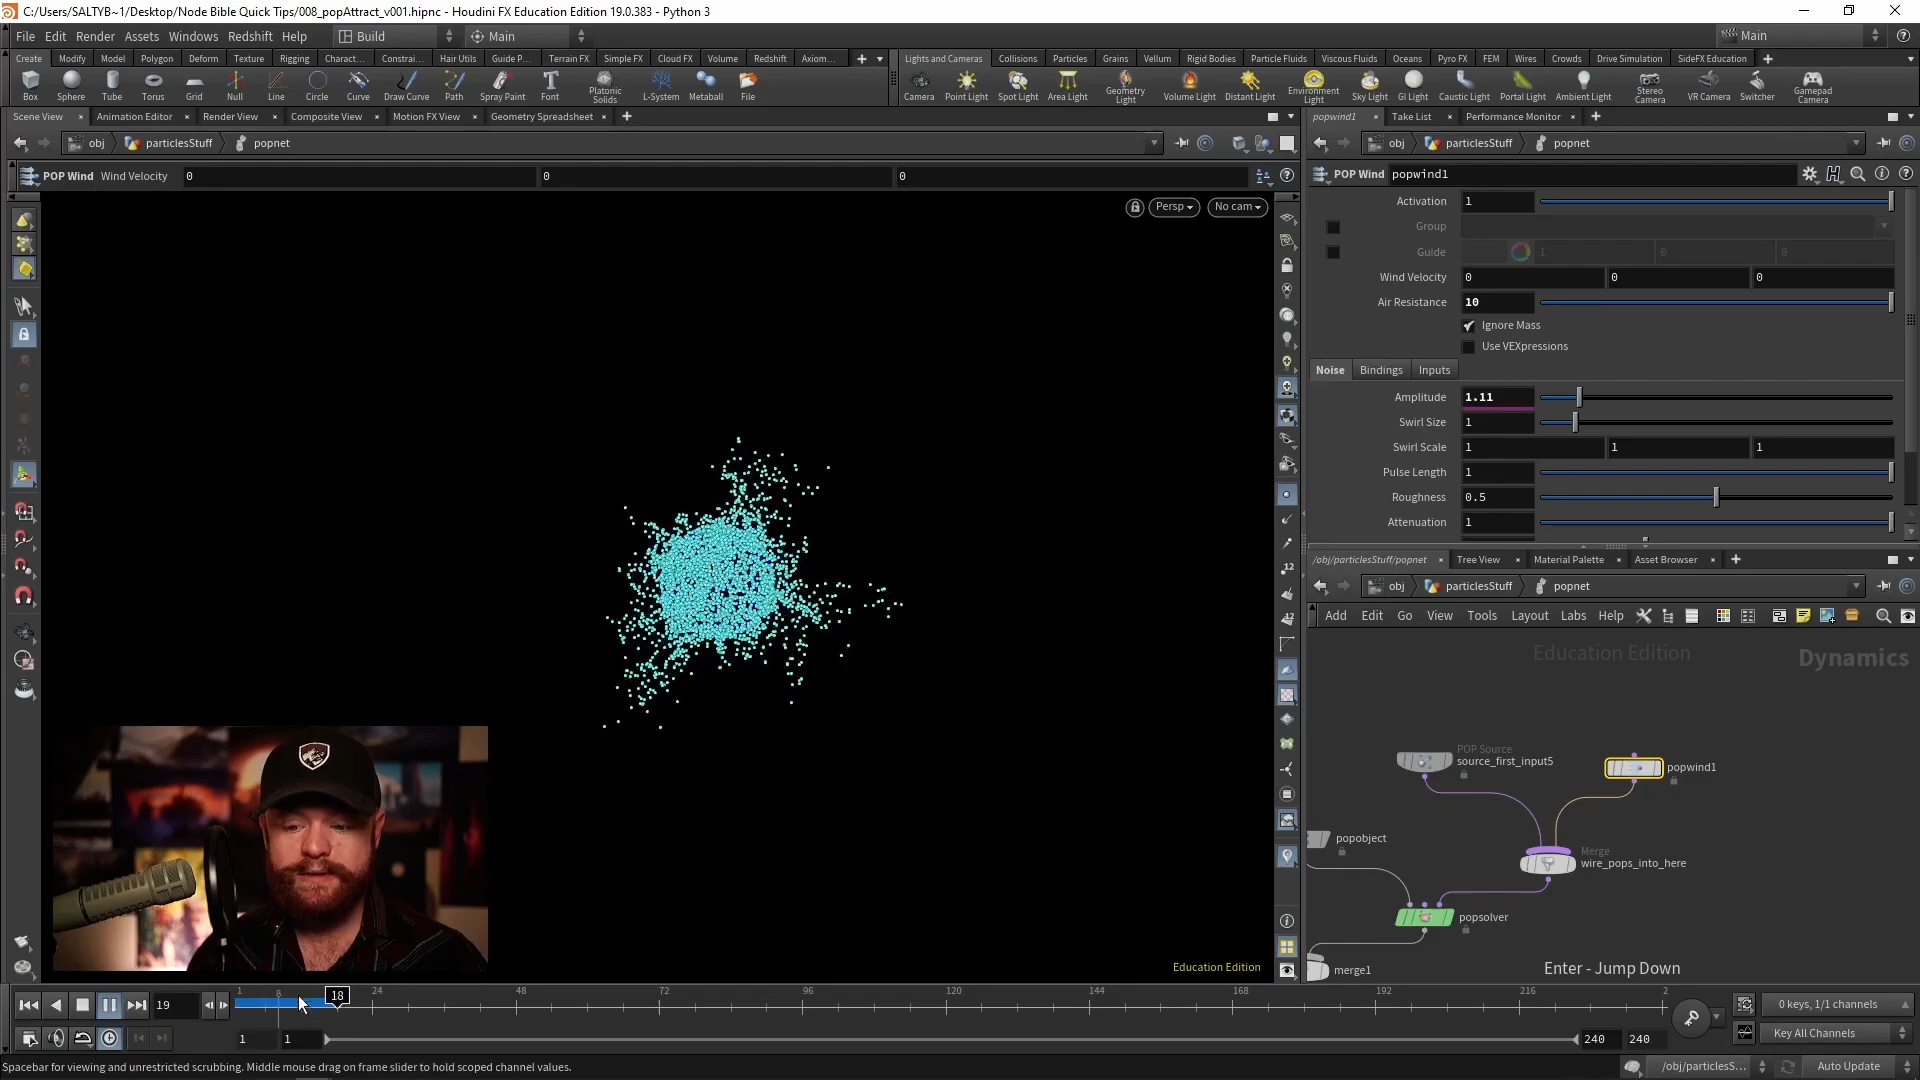 C:/Users/SALTYB~1/Desktop/Node Bible Quick Tips/008_popAttract_v001.hipnc - Houdini FX Education Edition 19.0.383 - Python 3
File Edit Render Assets Windows Redshift Help Build Main Main
Create Modify Model Polygon Deform Texture Rigging Charact... Constrai... Hair Utils Guide P... Terrain FX Simple FX Cloud FX Volume Redshift Axiom...
Lights and Cameras Collisions Particles Grains Vellum Rigid Bodies Particle Fluids Viscous Fluids Oceans Pyro FX FEM Wires Crowds Drive Simulation SideFX Education
Box Sphere Tube Torus Grid Null Line Circle Curve Draw Curve Path Spray Paint Font Platonic Solids L-System Metaball File
Camera Point Light Spot Light Area Light Geometry Light Volume Light Distant Light Environment Light Sky Light GI Light Caustic Light Portal Light Ambient Light Stereo Camera VR Camera Switcher Gamepad Camera
Scene View Animation Editor Render View Composite View Motion FX View Geometry Spreadsheet
popwind1 Take List Performance Monitor
obj particlesStuff popnet
obj particlesStuff popnet
POP Wind Wind Velocity 0 0 0
POP Wind popwind1
Persp No cam
Activation 1
Group
Guide 1 0 0
Wind Velocity 0 0 0
Air Resistance 10
Ignore Mass
Use VEXpressions
Noise Bindings Inputs
Amplitude 1.11
Swirl Size 1
Swirl Scale 1 1 1
Pulse Length 1
Roughness 0.5
Attenuation 1
/obj/particlesStuff/popnet Tree View Material Palette Asset Browser
obj particlesStuff popnet
Add Edit Go View Tools Layout Labs Help
Education Edition Dynamics
POP Source
source_first_input5
popwind1
popobject
Merge
wire_pops_into_here
popsolver
merge1
Enter - Jump Down
Education Edition
19 1 8 18 24 48 72 96 120 144 168 192 216 2
0 keys, 1/1 channels
1 1 240 240
Key All Channels
Spacebar for viewing and unrestricted scrubbing. Middle mouse drag on frame slider to hold scoped channel values.
/obj/particlesS... Auto Update